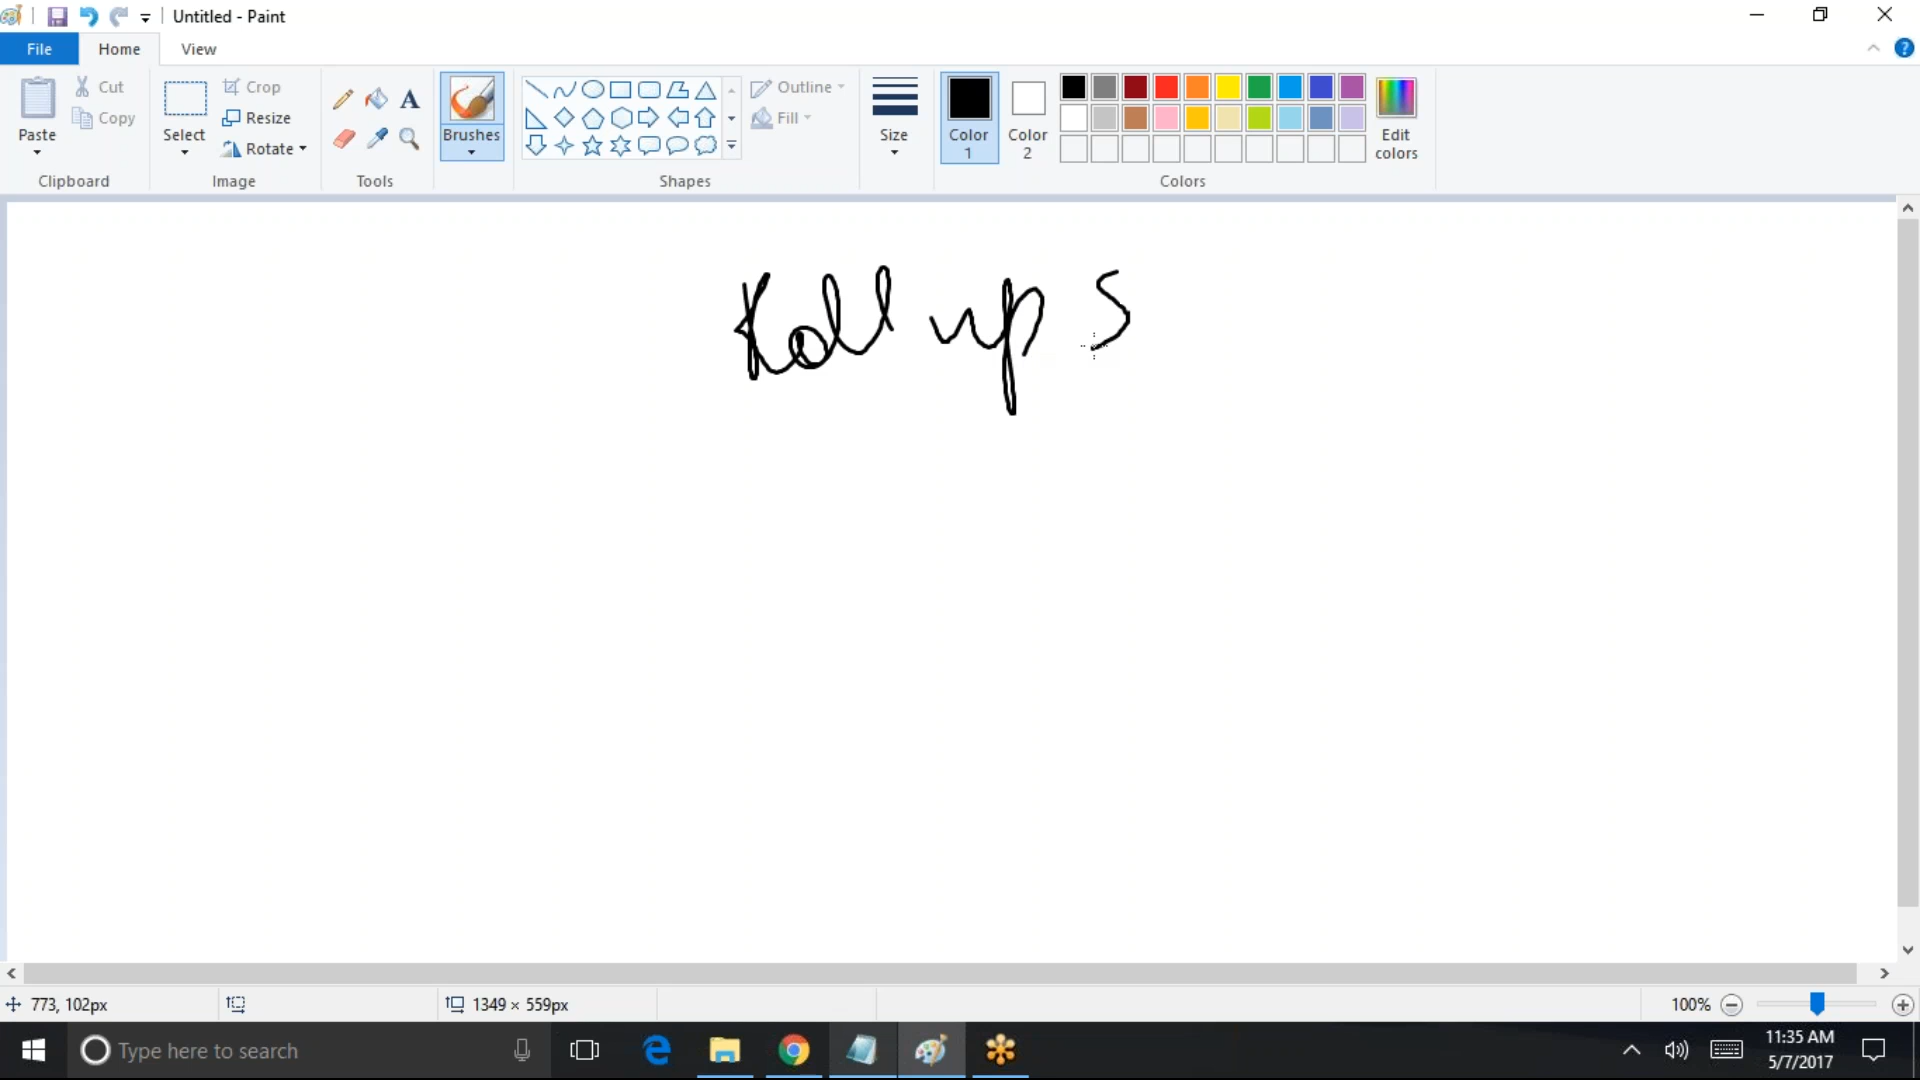 Untitled - Paint
File Home View
Paste
Cut
Copy
Clipboard
Select
Crop
Resize
Rotate
Image
Tools
Brushes
Shapes
Outline
Fill
Size
Color 1
Color 2
Edit colors
Colors
Roll up S
773, 102px
1349 × 559px
100%
Type here to search
11:35 AM
5/7/2017